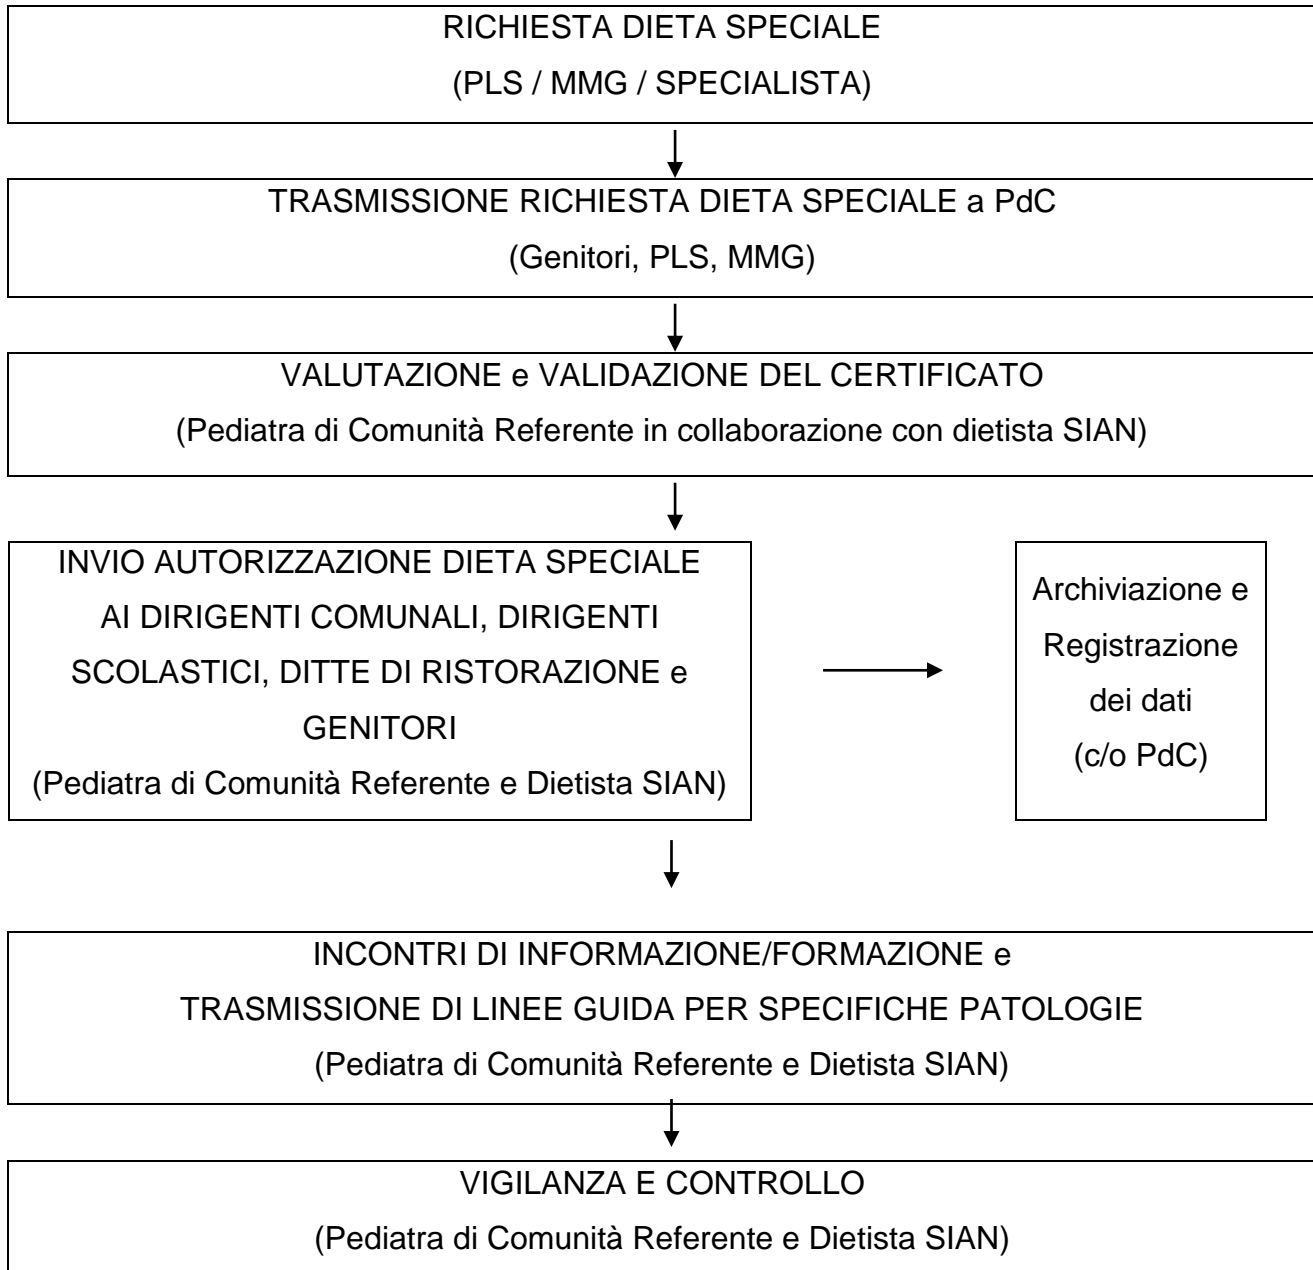 RICHIESTA DIETA SPECIALE
(PLS / MMG / SPECIALISTA)
TRASMISSIONE RICHIESTA DIETA SPECIALE a PdC
(Genitori, PLS, MMG)
VALUTAZIONE e VALIDAZIONE DEL CERTIFICATO
(Pediatra di Comunità Referente in collaborazione con dietista SIAN)
INVIO AUTORIZZAZIONE DIETA SPECIALE
AI DIRIGENTI COMUNALI, DIRIGENTI
SCOLASTICI, DITTE DI RISTORAZIONE e
GENITORI
(Pediatra di Comunità Referente e Dietista SIAN)
Archiviazione e
Registrazione
dei dati
(c/o PdC)
INCONTRI DI INFORMAZIONE/FORMAZIONE e
TRASMISSIONE DI LINEE GUIDA PER SPECIFICHE PATOLOGIE
(Pediatra di Comunità Referente e Dietista SIAN)
VIGILANZA E CONTROLLO
(Pediatra di Comunità Referente e Dietista SIAN)